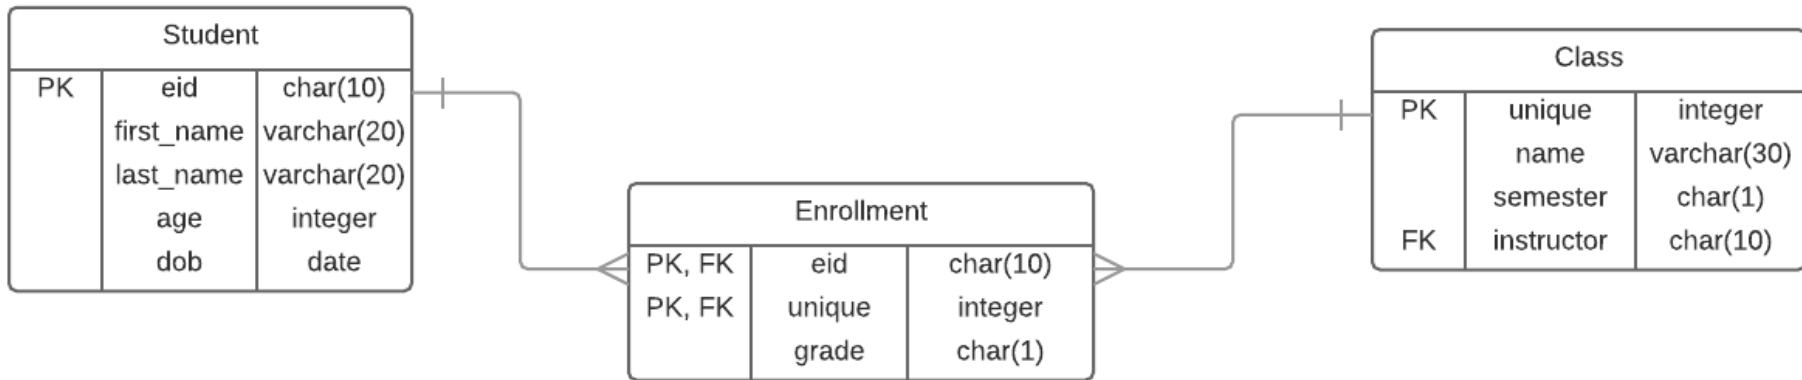 Student
PK eid char(10)
first_name varchar(20)
last_name varchar(20)
age integer
dob date
Enrollment
PK, FK eid char(10)
PK, FK unique integer
grade char(1)
Class
PK unique integer
name varchar(30)
semester char(1)
FK instructor char(10)